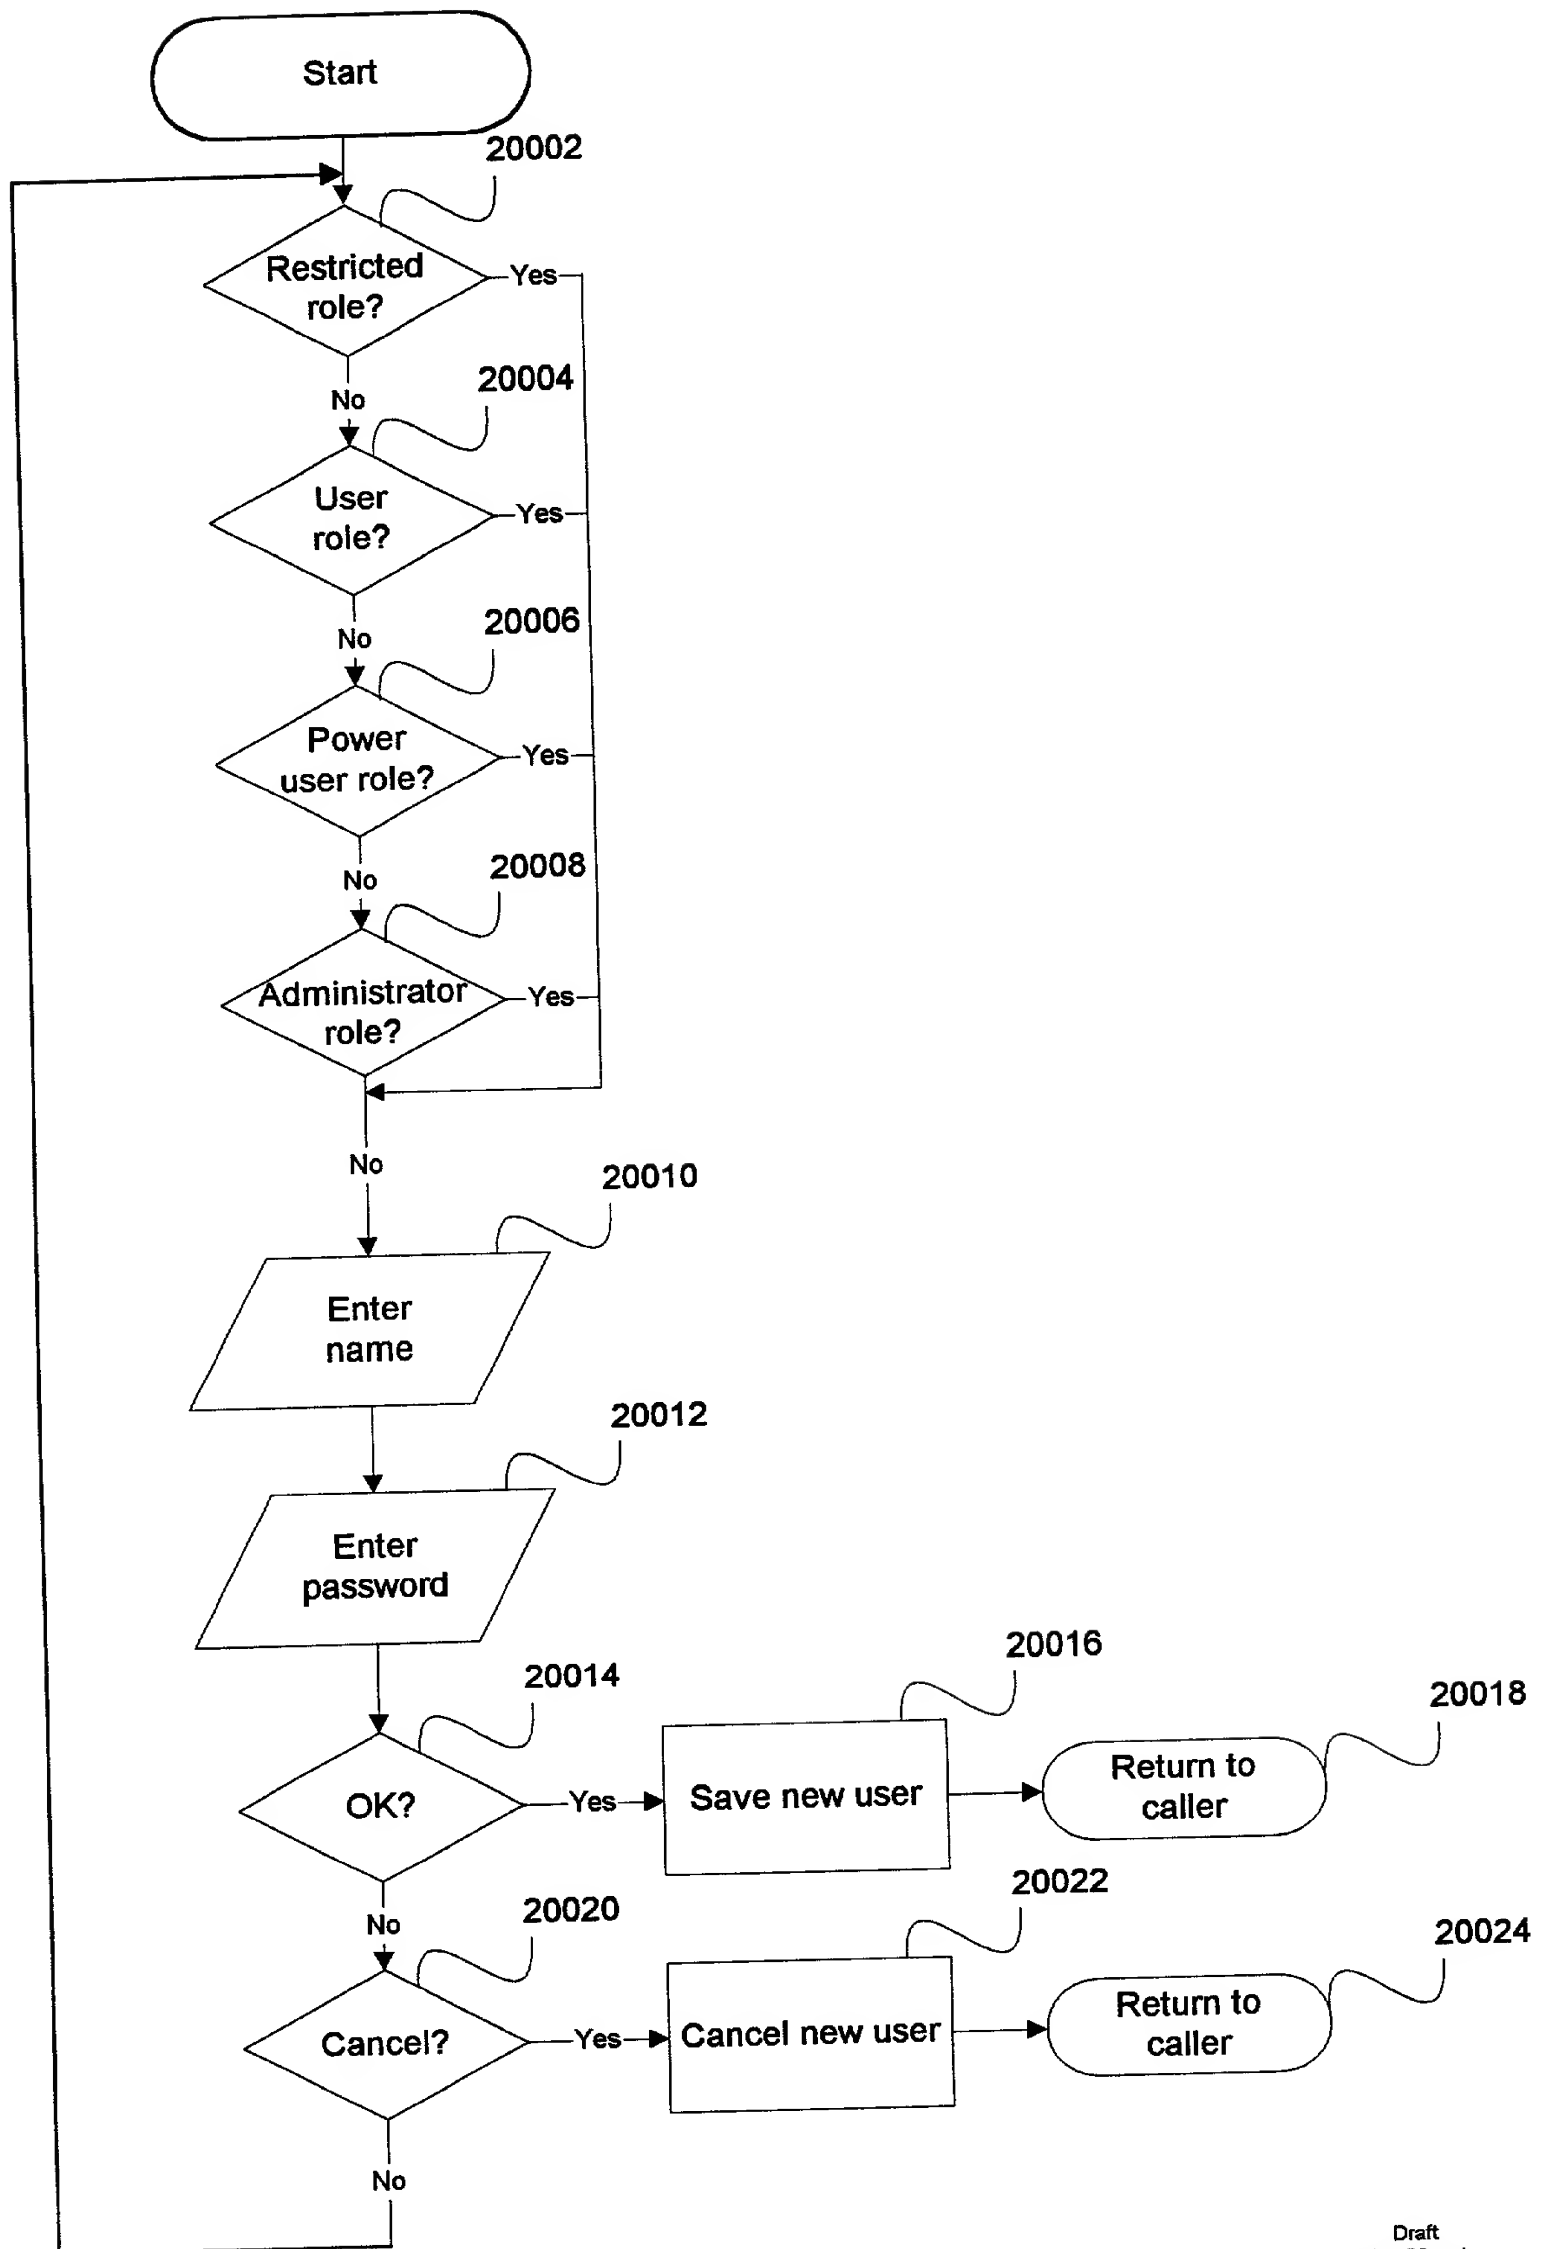 Start
20002
Restricted
role?
Yes
No
20004
User
role?
Yes
No
20006
Power
user role?
Yes
No
20008
Administrator
role?
Yes
No
20010
Enter
name
20012
Enter
password
20014
OK?
Yes
20016
Save new user
20018
Return to
caller
No
20020
Cancel?
Yes
20022
Cancel new user
20024
Return to
caller
No
Draft